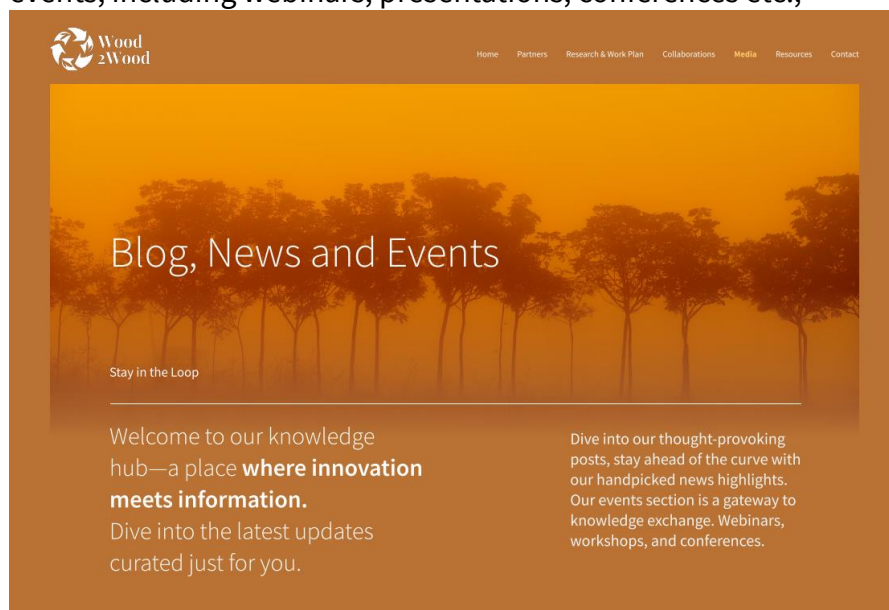 events, including webinars, presentations, conferences etc.,
Wood
2Wood
Home Partners Research & Work Plan Collaborations Media Resources Contact
Blog, News and Events
Stay in the Loop
Welcome to our knowledge
hub—a place where innovation
meets information.
Dive into the latest updates
curated just for you.
Dive into our thought-provoking
posts, stay ahead of the curve with
our handpicked news highlights.
Our events section is a gateway to
knowledge exchange. Webinars,
workshops, and conferences.